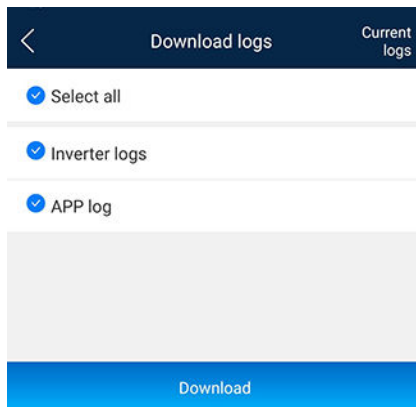 Download logs
Current
logs
Select all
Inverter logs
APP log
Download